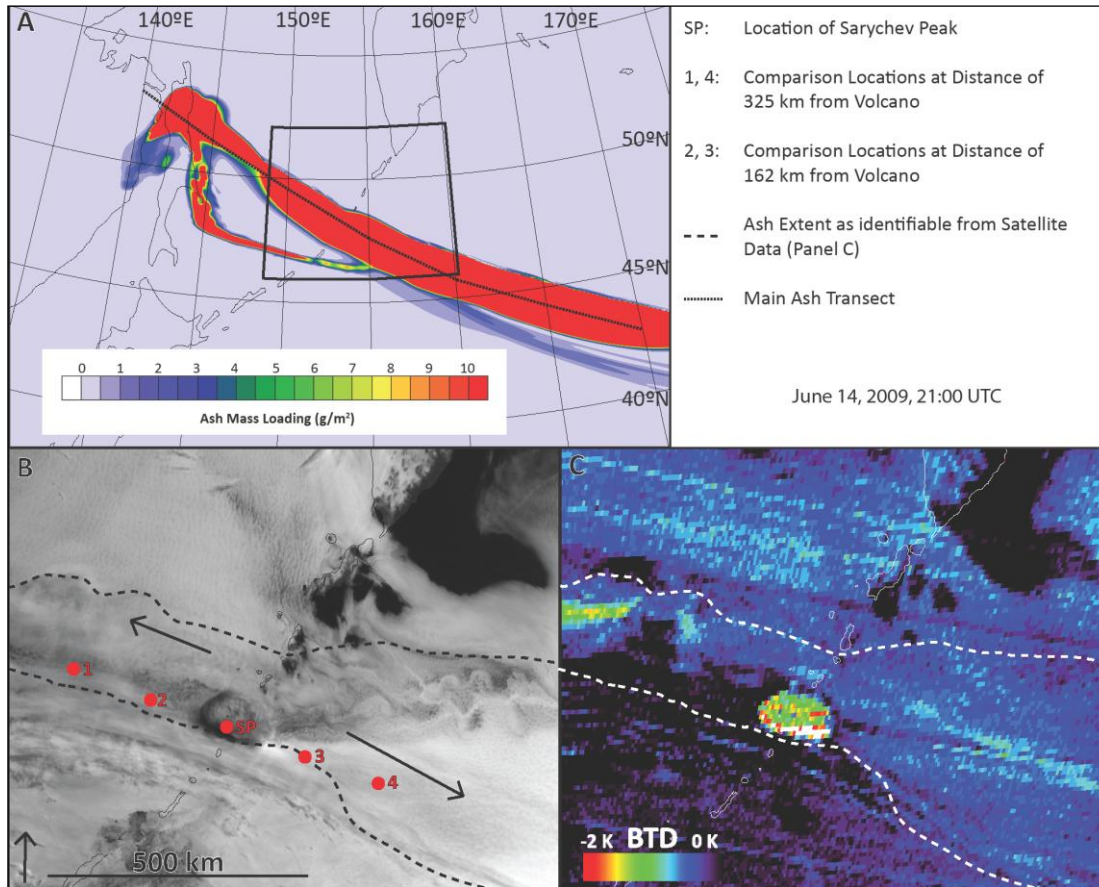 A
140ºE
150ºE
160ºE
170ºE
50ºN
45ºN
40ºN
0 1 2 3 4 5 6 7 8 9 10
Ash Mass Loading (g/m²)
SP: Location of Sarychev Peak
1, 4: Comparison Locations at Distance of
325 km from Volcano
2, 3: Comparison Locations at Distance of
162 km from Volcano
Ash Extent as identifiable from Satellite
Data (Panel C)
Main Ash Transect
June 14, 2009, 21:00 UTC
B
1
2
SP
3
4
500 km
C
-2 K BTD 0 K